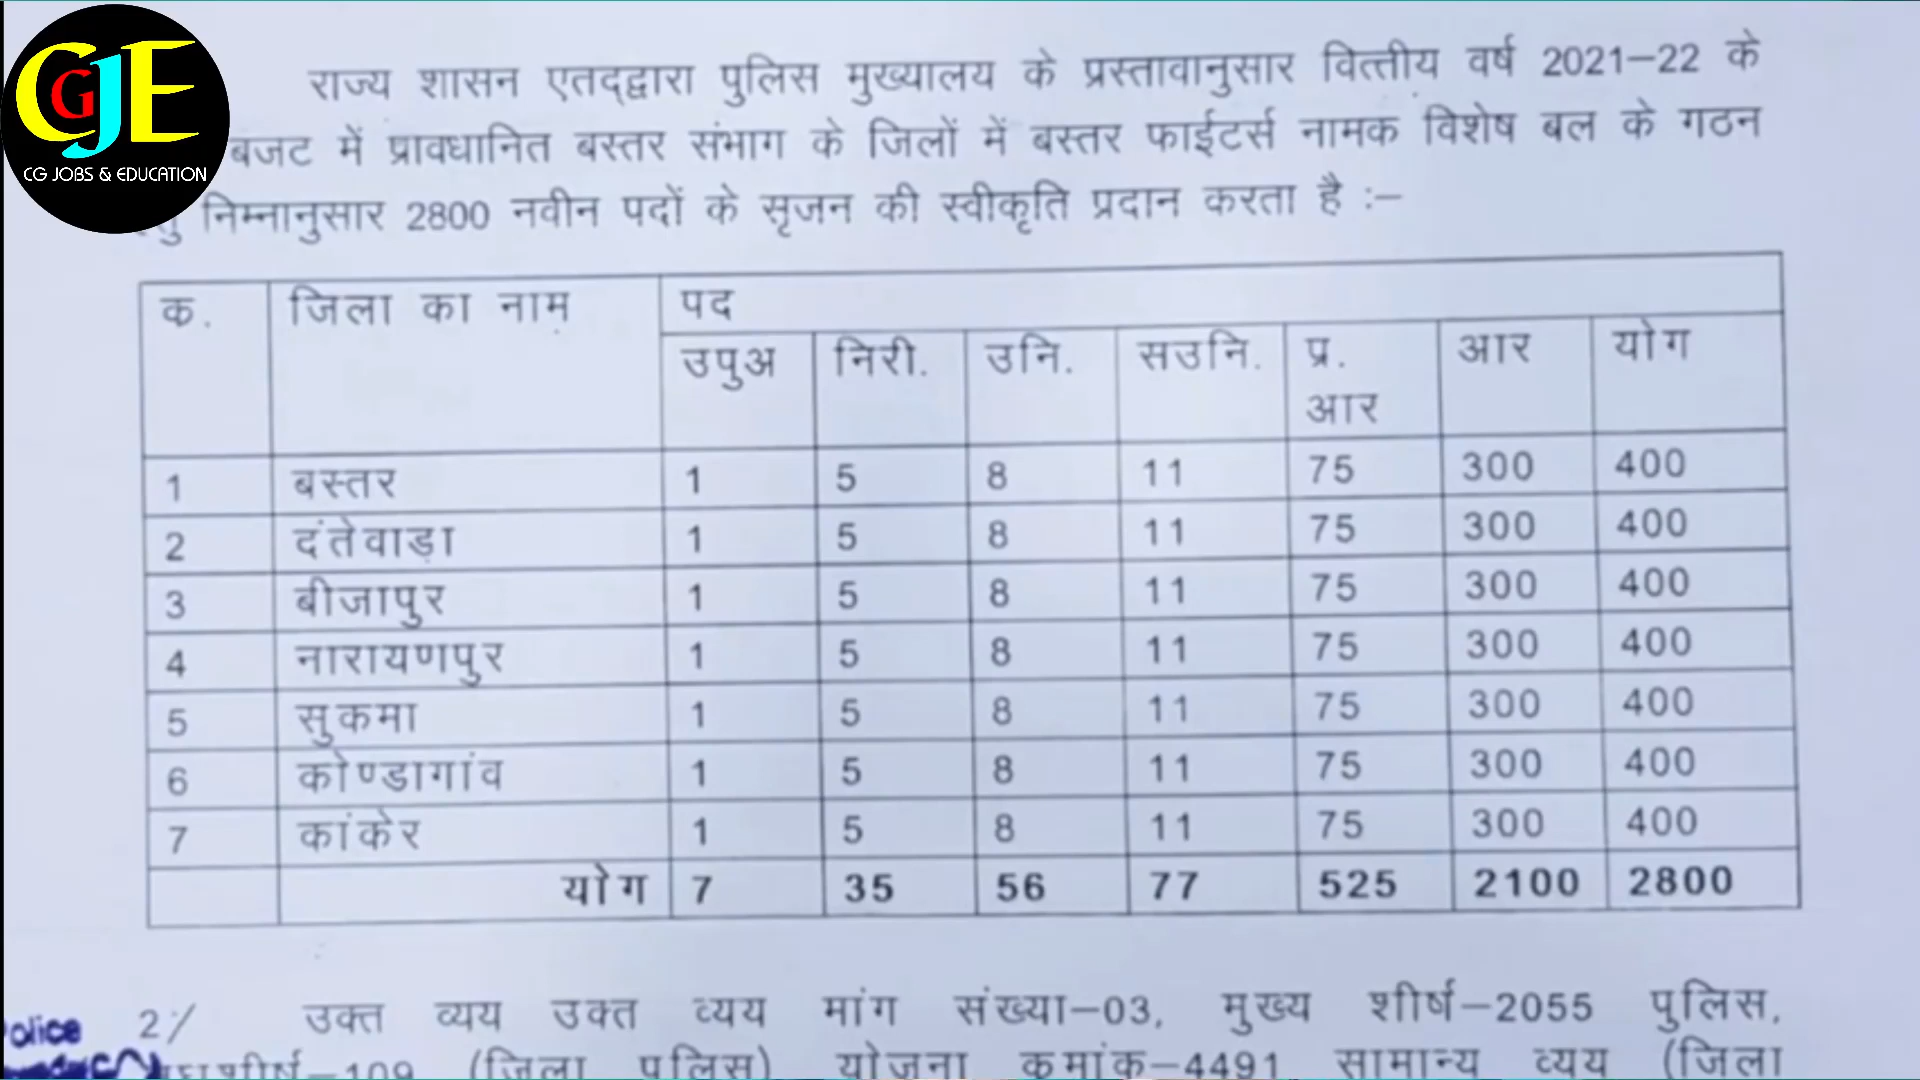 CGJE
CG JOBS & EDUCATION
राज्य शासन एतद्द्वारा पुलिस मुख्यालय के प्रस्तावानुसार वित्तीय वर्ष 2021–22 के
बजट में प्रावधानित बस्तर संभाग के जिलों में बस्तर फाईटर्स नामक विशेष बल के गठन
निम्नानुसार 2800 नवीन पदों के सृजन की स्वीकृति प्रदान करता है :–
क. जिला का नाम पद
उपुअ निरी. उनि. सउनि. प्र. आर आर योग
1 बस्तर 1 5 8 11 75 300 400
2 दंतेवाड़ा 1 5 8 11 75 300 400
3 बीजापुर 1 5 8 11 75 300 400
4 नारायणपुर 1 5 8 11 75 300 400
5 सुकमा 1 5 8 11 75 300 400
6 कोण्डागांव 1 5 8 11 75 300 400
7 कांकेर 1 5 8 11 75 300 400
योग 7 35 56 77 525 2100 2800
2/ उक्त व्यय उक्त व्यय मांग संख्या–03, मुख्य शीर्ष–2055 पुलिस,
–109 (जिला पुलिस) योजना कमांक–4491 सामान्य व्यय (जिला